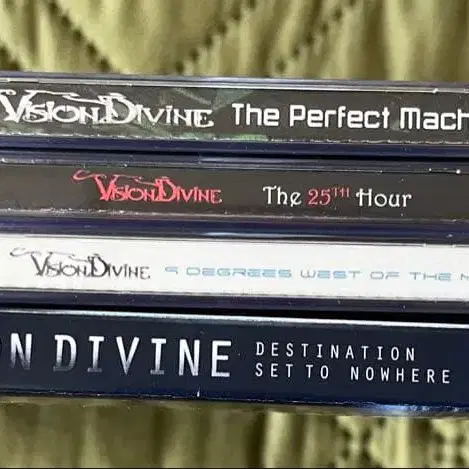 VISION DIVINE The Perfect Mach
VISION DIVINE The 25TH Hour
VISION DIVINE 9 DEGREES WEST OF THE M
N DIVINE DESTINATION
SET TO NOWHERE